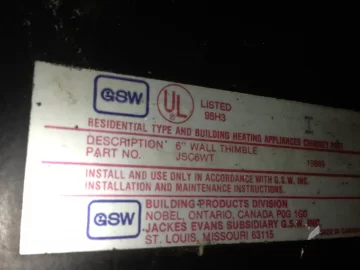 GSW
UL
LISTED
98H3
RESIDENTIAL TYPE AND BUILDING HEATING APPLIANCES CHIMNEY PART
DESCRIPTION 6" WALL THIMBLE
PART NO. JSC6WT
INSTALL AND USE ONLY IN ACCORDANCE WITH G.S.W. INC.
INSTALLATION AND MAINTENANCE INSTRUCTIONS.
GSW
BUILDING PRODUCTS DIVISION
NOBEL, ONTARIO, CANADA P0G 1G0
JACKES EVANS SUBSIDIARY G.S.W. INC.
ST. LOUIS, MISSOURI 63115